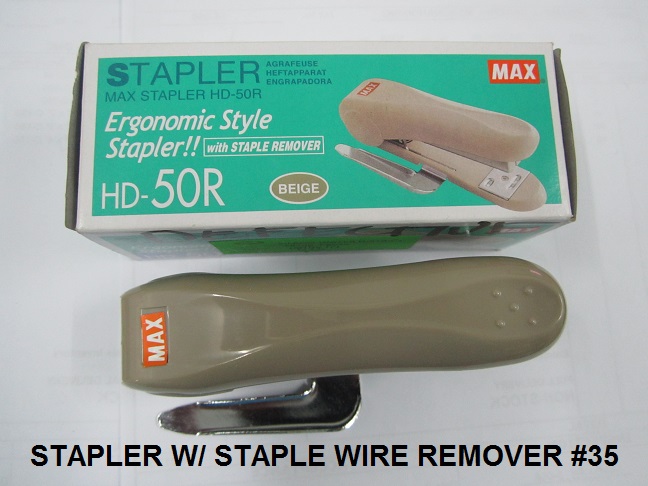 STAPLER W/ STAPLE WIRE REMOVER #35
MAX
STAPLER
MAX STAPLER HD-50R
AGRAFEUSE
HEFTAPPARAT
ENGRAPADORA
Ergonomic Style
Stapler!! with STAPLE REMOVER
HD-50R
BEIGE
MAX
MAX